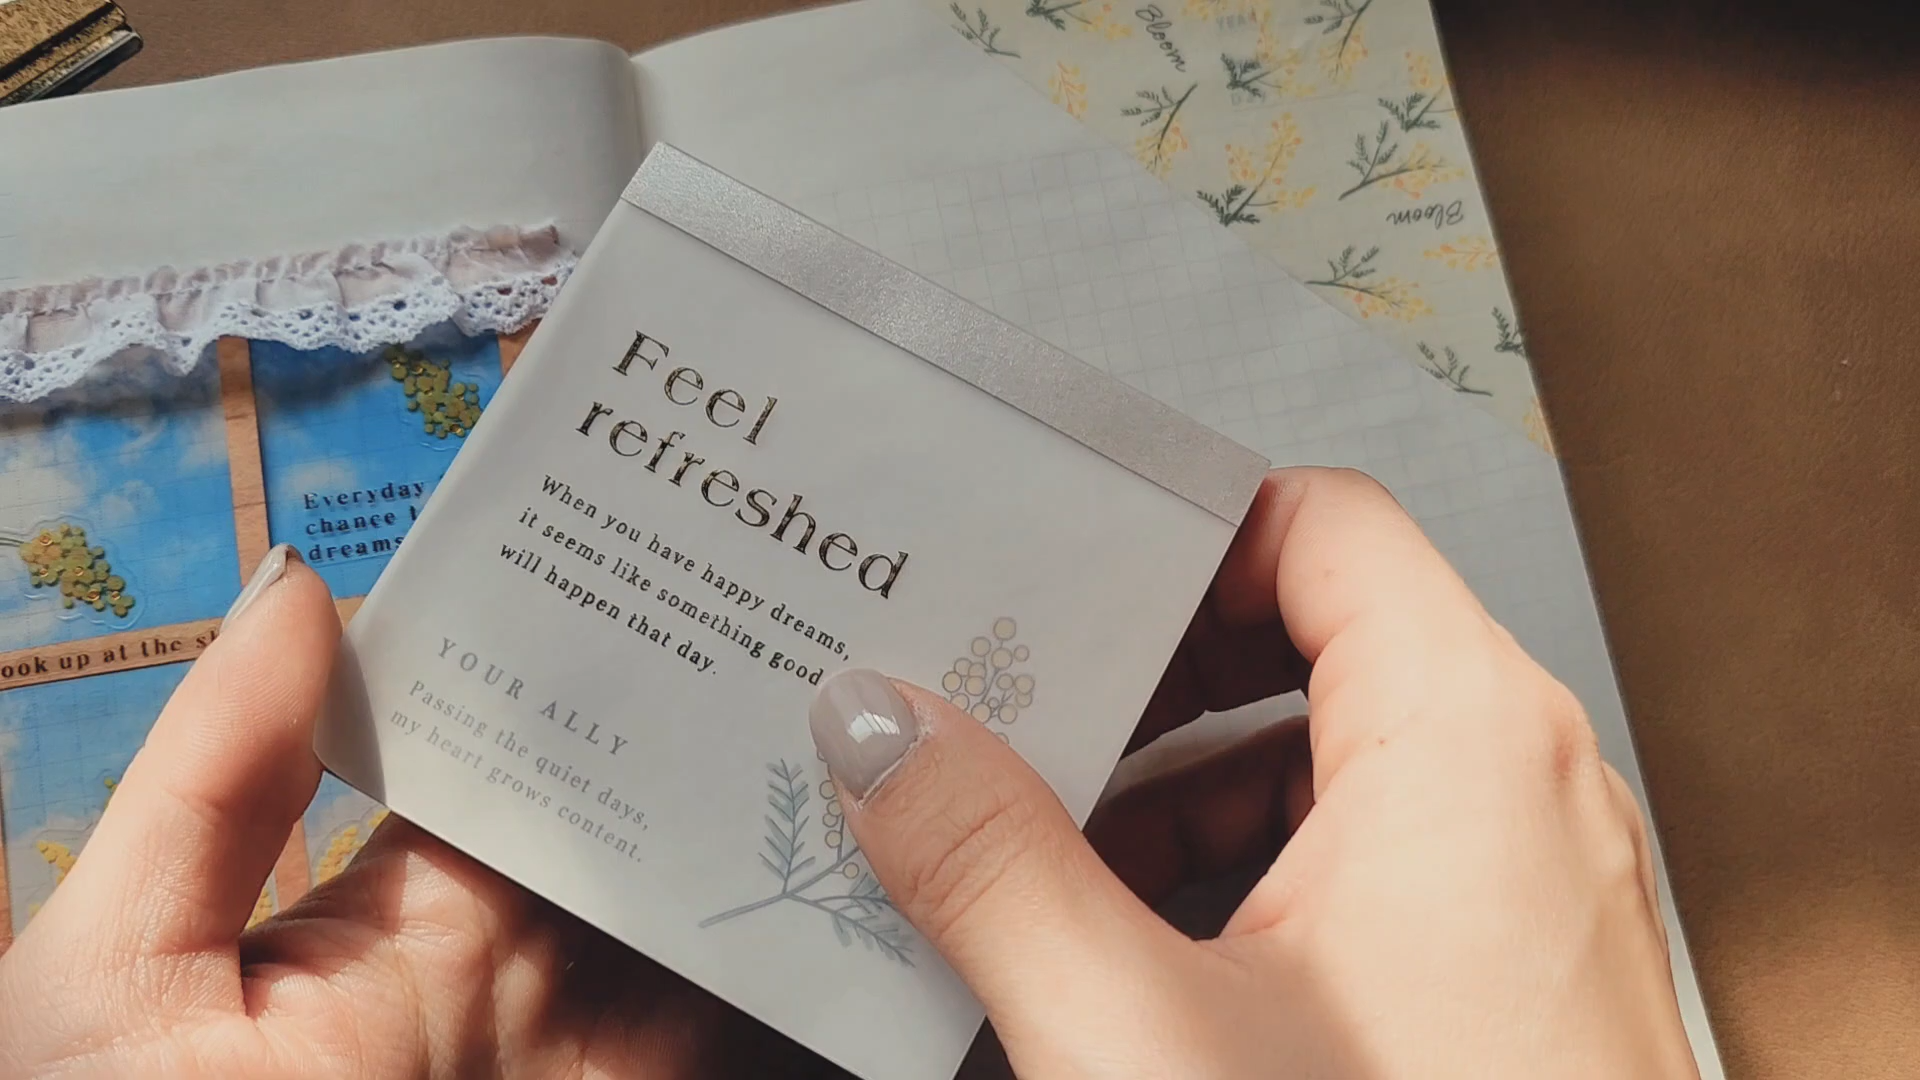 Bloom
Bloom
Feel
refreshed
When you have happy dreams,
it seems like something good
will happen that day.
YOUR ALLY
Passing the quiet days,
my heart grows content.
Everyday
chance
dreams
ook up at the s